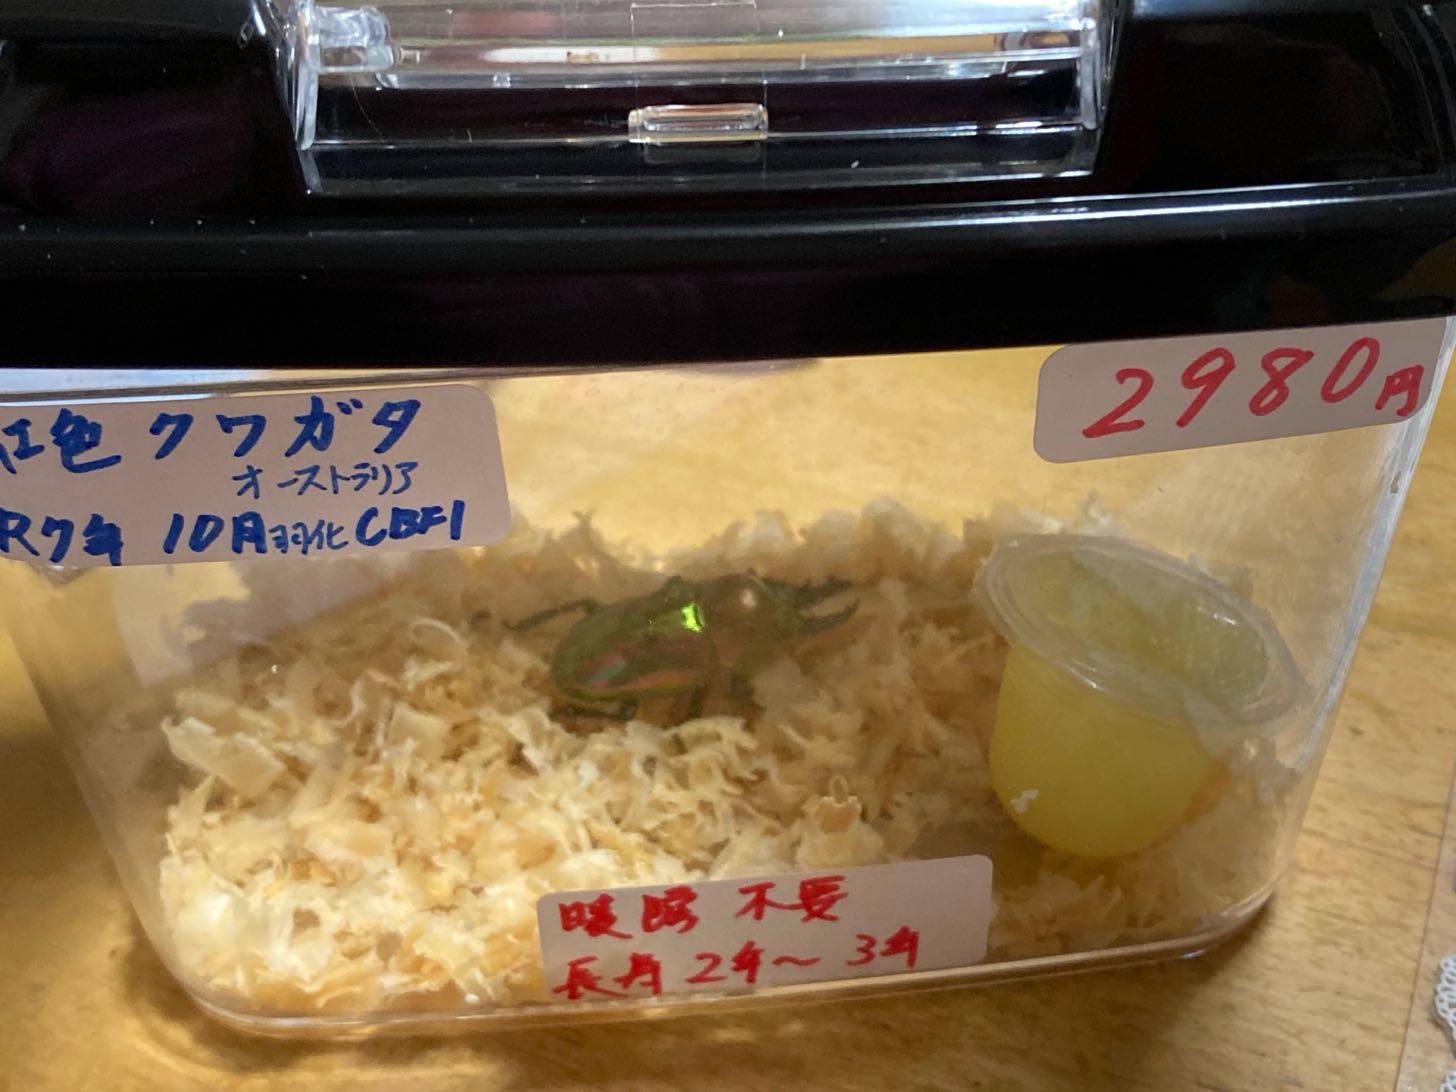 色クワガタ
オーストラリア
R7年 10月羽化 CBF1
2980円
暖房 不要
長寿 2年～3年